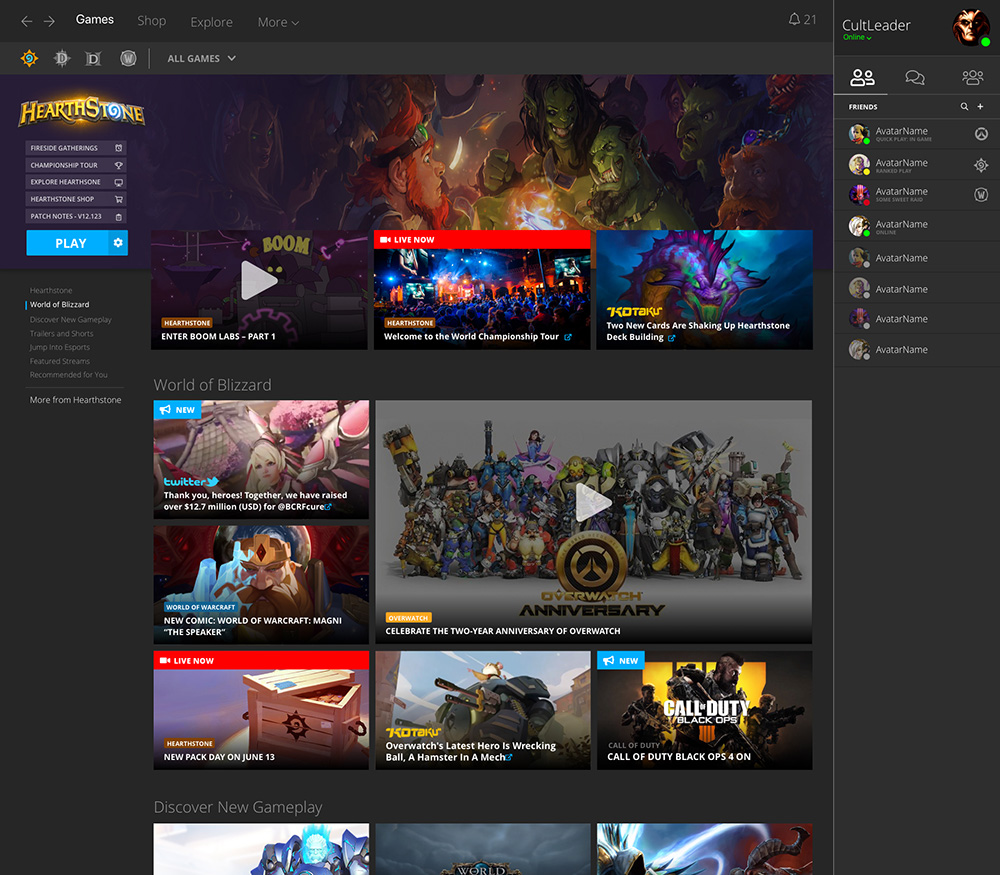 Games
Shop
Explore
More
21
CultLeader
Online
ALL GAMES
HEARTHSTONE
FIRESIDE GATHERINGS
CHAMPIONSHIP TOUR
EXPLORE HEARTHSONE
HEARTHSTONE SHOP
PATCH NOTES - V12.123
PLAY
Hearthstone
World of Blizzard
Discover New Gameplay
Trailers and Shorts
Jump Into Esports
Featured Streams
Recommended for You
More from Hearthstone
BOOM
HEARTHSTONE
ENTER BOOM LABS – PART 1
LIVE NOW
HEARTHSTONE
Welcome to the World Championship Tour
KOTAKU
Two New Cards Are Shaking Up Hearthstone
Deck Building
World of Blizzard
NEW
twitter
Thank you, heroes! Together, we have raised
over $12.7 million (USD) for @BCRFcure
WORLD OF WARCRAFT
NEW COMIC: WORLD OF WARCRAFT: MAGNI
“THE SPEAKER”
OVERWATCH
ANNIVERSARY
OVERWATCH
CELEBRATE THE TWO-YEAR ANNIVERSARY OF OVERWATCH
LIVE NOW
HEARTHSTONE
NEW PACK DAY ON JUNE 13
KOTAKU
Overwatch's Latest Hero Is Wrecking
Ball, A Hamster In A Mech
NEW
CALL OF DUTY
BLACK OPS
CALL OF DUTY
CALL OF DUTY BLACK OPS 4 ON
Discover New Gameplay
WORLD
FRIENDS
AvatarName
QUICK PLAY: IN GAME
AvatarName
RANKED PLAY
AvatarName
SOME SWEET RAID
AvatarName
ONLINE
AvatarName
AvatarName
AvatarName
AvatarName